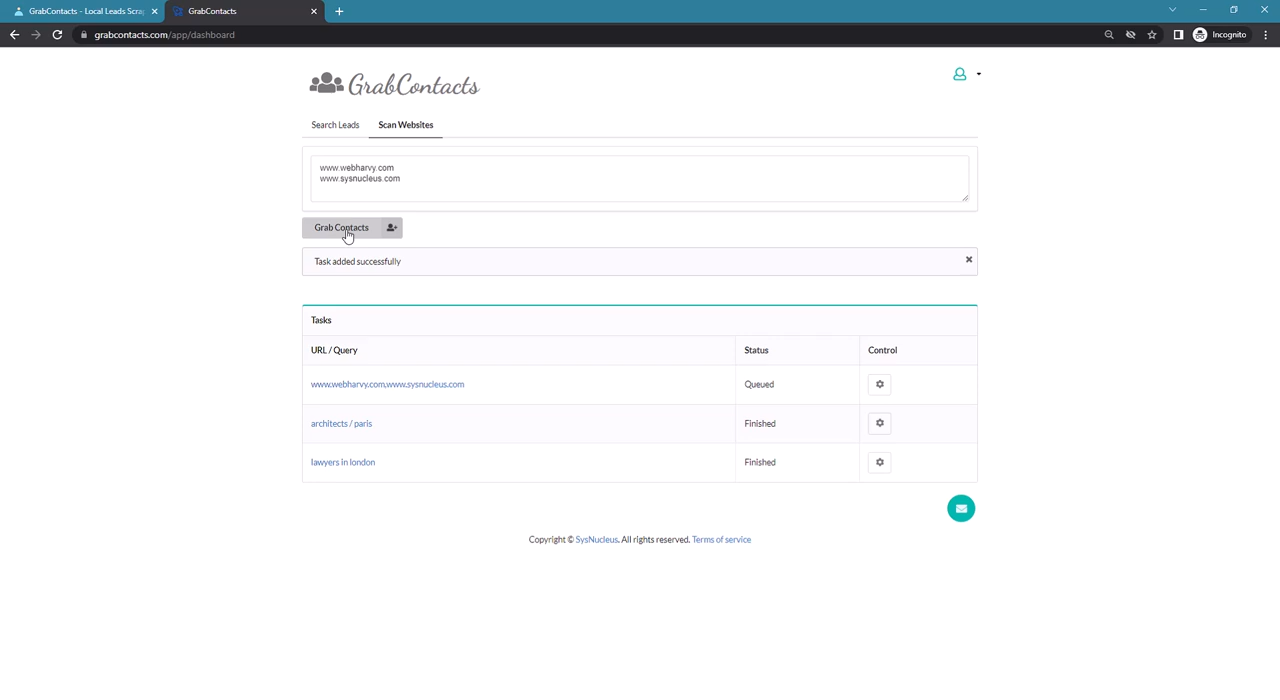 GrabContacts - Local Leads Scra
GrabContacts
grabcontacts.com/app/dashboard
Incognito
GrabContacts
Search Leads
Scan Websites
www.webharvy.com
www.sysnucleus.com
Grab Contacts
Task added successfully
Tasks
URL / Query
Status
Control
www.webharvy.com,www.sysnucleus.com
Queued
architects / paris
Finished
lawyers in london
Finished
Copyright © SysNucleus. All rights reserved. Terms of service